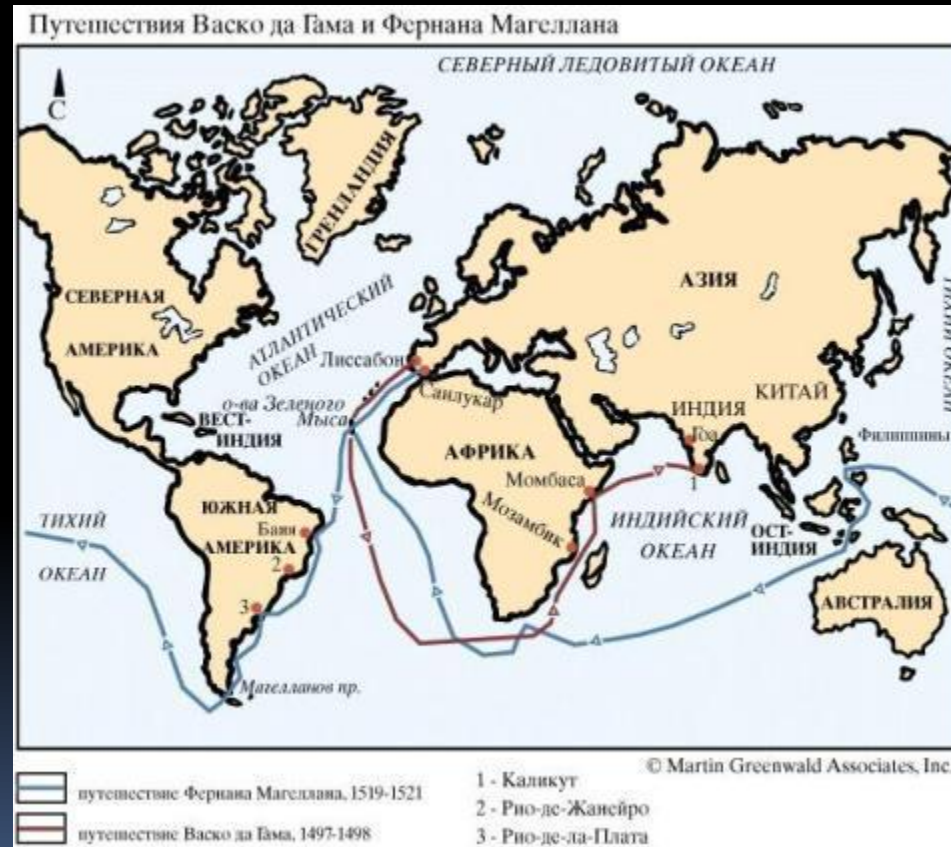 Путешествия Васко да Гама и Фернана Магеллана
СЕВЕРНЫЙ ЛЕДОВИТЫЙ ОКЕАН
С
ГРЕНЛАНДИЯ
СЕВЕРНАЯ
АМЕРИКА
АЗИЯ
АТЛАНТИЧЕСКИЙ
ОКЕАН
Лиссабон
Санлукар
о-ва Зеленого
Мыса
ВЕСТ-
ИНДИЯ
КИТАЙ
ИНДИЯ
Гоа
1
Филиппины
АФРИКА
Момбаса
Мозамбик
ЮЖНАЯ
АМЕРИКА
Баия
2
3
ТИХИЙ
ОКЕАН
ИНДИЙСКИЙ
ОКЕАН
ОСТ-
ИНДИЯ
АВСТРАЛИЯ
Магелланов пр.
© Martin Greenwald Associates, Inc
путешествие Фернана Магеллана, 1519-1521
путешествие Васко да Гама, 1497-1498
1 - Каликут
2 - Рио-де-Жанейро
3 - Рио-де-ла-Плата